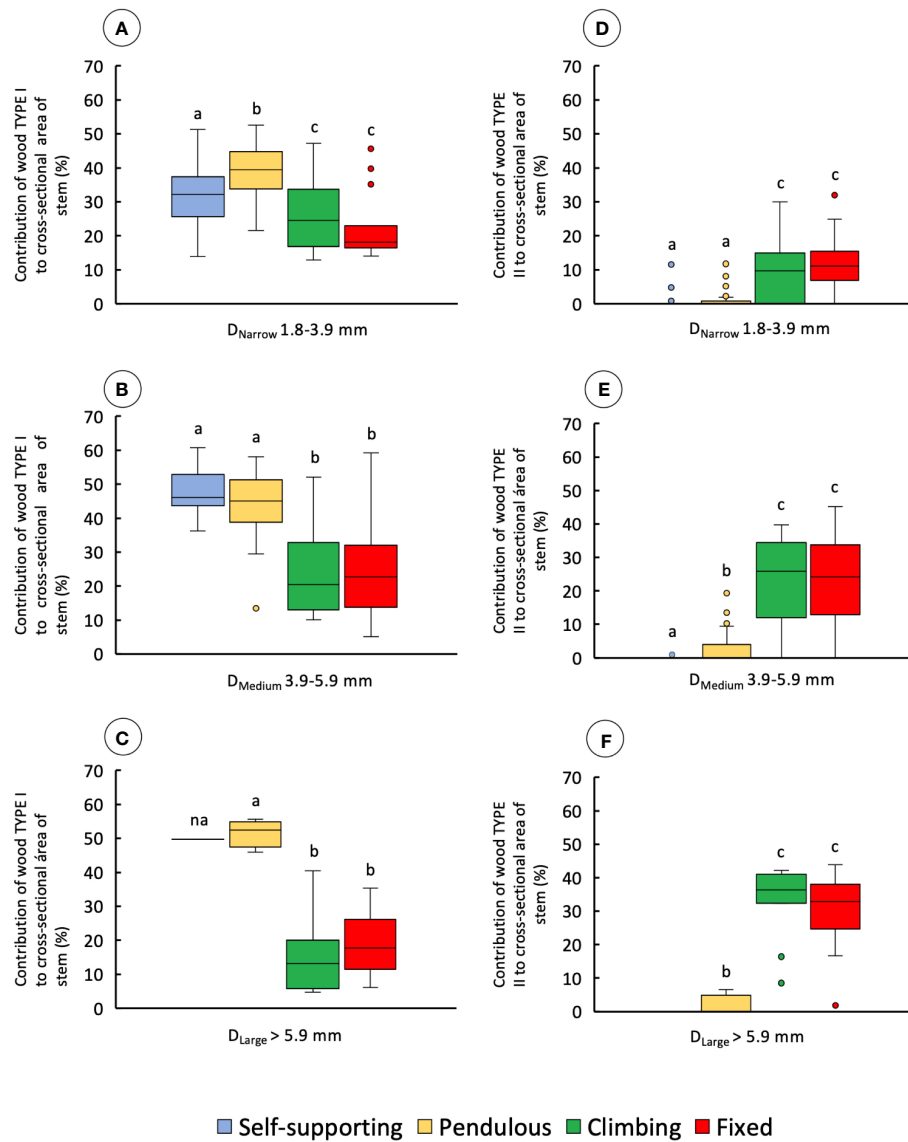 A
Contribution of wood TYPE I
to cross-sectional area of
stem (%)
70
60
50
40
30
20
10
0
a
b
c
c
D Narrow 1.8-3.9 mm
D
Contribution of wood TYPE
II to cross-sectional area of
stem (%)
70
60
50
40
30
20
10
0
a
a
c
c
D Narrow 1.8-3.9 mm
B
Contribution of wood TYPE I
to cross-sectional area of
stem (%)
70
60
50
40
30
20
10
0
a
a
b
b
D Medium 3.9-5.9 mm
E
Contribution of wood TYPE
II to cross-sectional área of
stem (%)
70
60
50
40
30
20
10
0
a
b
c
c
D Medium 3.9-5.9 mm
C
Contribution of wood TYPE I
to cross-sectional área of
stem (%)
70
60
50
40
30
20
10
0
na
a
b
b
D Large > 5.9 mm
F
Contribution of wood TYPE
II to cross-sectional area of
stem (%)
70
60
50
40
30
20
10
0
b
c
c
D Large > 5.9 mm
Self-supporting Pendulous Climbing Fixed